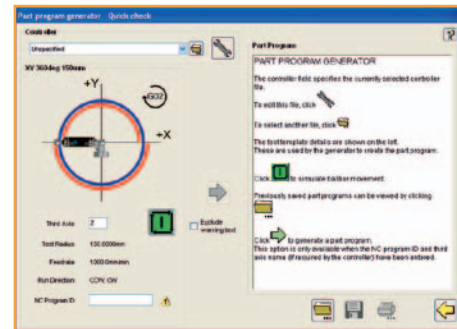 Part program generator Quick check
Controller
Unspecified
XY 360deg 150mm
+Y
G02
+X
Third Axis Z
Exclude
warning text
Test Radius 150.0000mm
Feedrate 1000.0mm/min
Run Direction CCW, CW
NC Program ID
Part Program
PART PROGRAM GENERATOR
The controller field specifies the currently selected controller
file.
To edit this file, click
To select another file, click
The test template details are shown on the left.
These are used by the generator to create the part program.
Click to simulate ballbar movement.
Previously saved part programs can be viewed by clicking
Click to generate a part program.
This option is only available when the NC program ID and third
axis name (if required by the controller) have been entered.